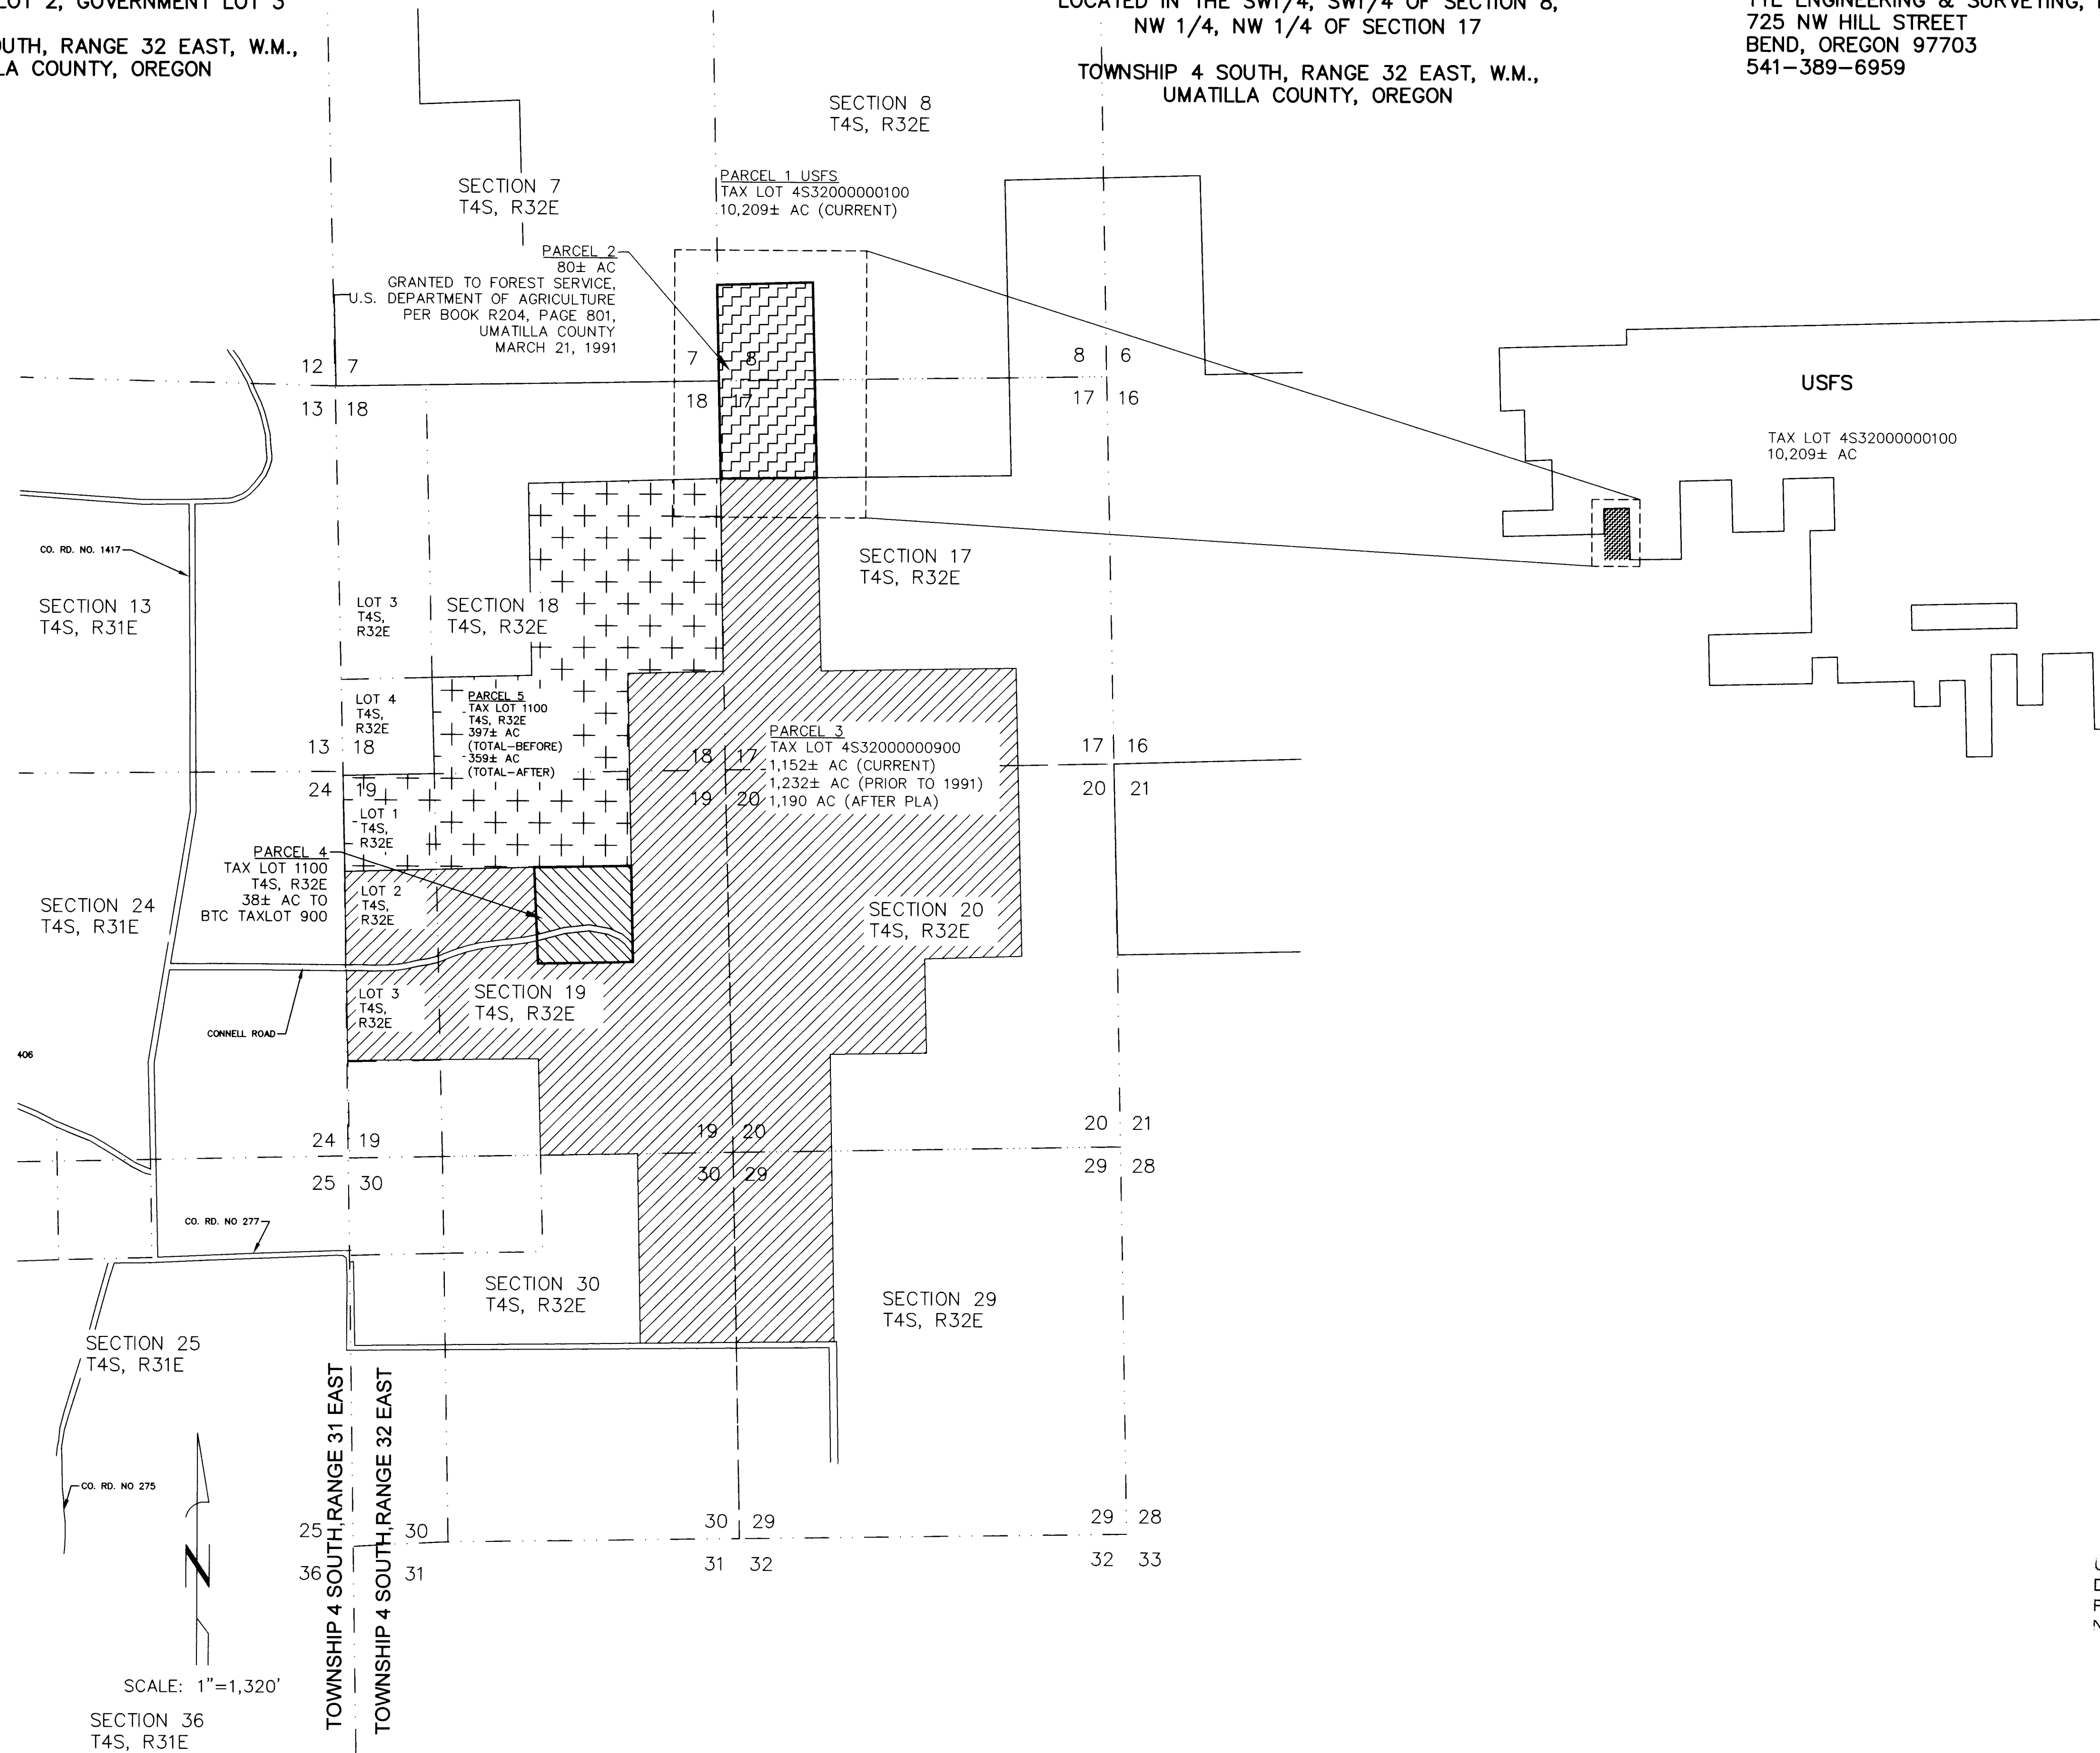 LOT 2, GOVERNMENT LOT 3
OUTH, RANGE 32 EAST, W.M.,
LA COUNTY, OREGON
LOCATED IN THE SW1/4, SW1/4 OF SECTION 8,
NW 1/4, NW 1/4 OF SECTION 17
TOWNSHIP 4 SOUTH, RANGE 32 EAST, W.M.,
UMATILLA COUNTY, OREGON
TYE ENGINEERING & SURVEYING,
725 NW HILL STREET
BEND, OREGON 97703
541-389-6959
SECTION 8
T4S, R32E
SECTION 7
T4S, R32E
PARCEL 1 USFS
TAX LOT 4S32000000100
10,209± AC (CURRENT)
PARCEL 2
80± AC
GRANTED TO FOREST SERVICE,
U.S. DEPARTMENT OF AGRICULTURE
PER BOOK R204, PAGE 801,
UMATILLA COUNTY
MARCH 21, 1991
12 7
13 18
7 8
18 17
8 6
17 16
USFS
TAX LOT 4S32000000100
10,209± AC
CO. RD. NO. 1417
SECTION 13
T4S, R31E
LOT 3
T4S,
R32E
SECTION 18
T4S, R32E
SECTION 17
T4S, R32E
LOT 4
T4S,
R32E
PARCEL 5
TAX LOT 1100
T4S, R32E
397± AC
(TOTAL-BEFORE)
359± AC
(TOTAL-AFTER)
PARCEL 3
TAX LOT 4S32000000900
1,152± AC (CURRENT)
1,232± AC (PRIOR TO 1991)
1,190 AC (AFTER PLA)
13 18
24 19
18 17
19 20
17 16
20 21
LOT 1
T4S,
R32E
PARCEL 4
TAX LOT 1100
T4S, R32E
38± AC TO
BTC TAXLOT 900
LOT 2
T4S,
R32E
SECTION 24
T4S, R31E
SECTION 20
T4S, R32E
LOT 3
T4S,
R32E
SECTION 19
T4S, R32E
CONNELL ROAD
406
24 19
25 30
19 20
30 29
20 21
29 28
CO. RD. NO 277
SECTION 30
T4S, R32E
SECTION 29
T4S, R32E
SECTION 25
T4S, R31E
CO. RD. NO 275
TOWNSHIP 4 SOUTH,RANGE 31 EAST
TOWNSHIP 4 SOUTH,RANGE 32 EAST
25 30
36 31
30 29
31 32
29 28
32 33
N
SCALE: 1"=1,320'
SECTION 36
T4S, R31E